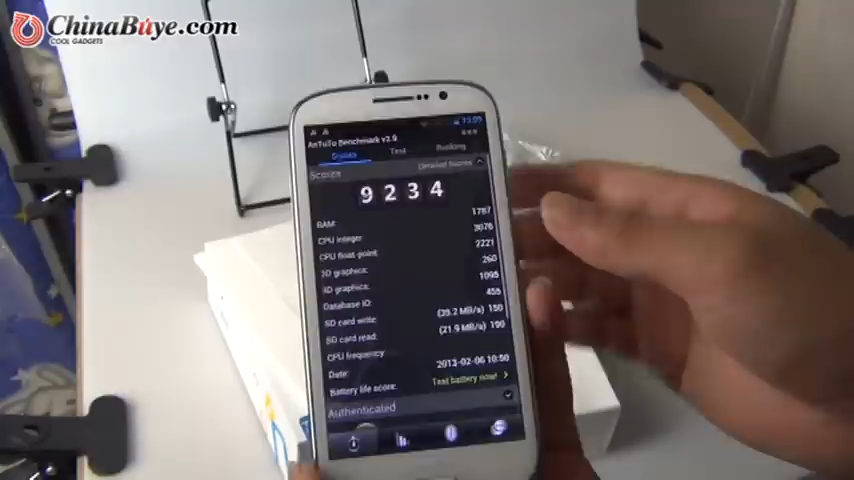 ChinaBuye.com
COOL GADGETS
AnTuTu Benchmark v2.9
Scores Test Ranking
Scores Detailed Scores
9234
RAM: 1787
CPU integer: 3076
CPU float-point: 2221
2D graphics: 260
3D graphics: 1095
Database IO: 455
SD card write: (39.2 MB/s) 150
SD card read: (21.9 MB/s) 190
CPU frequency:
Date: 2013-02-06 10:50
Battery life score: Test battery now!
Authenticated